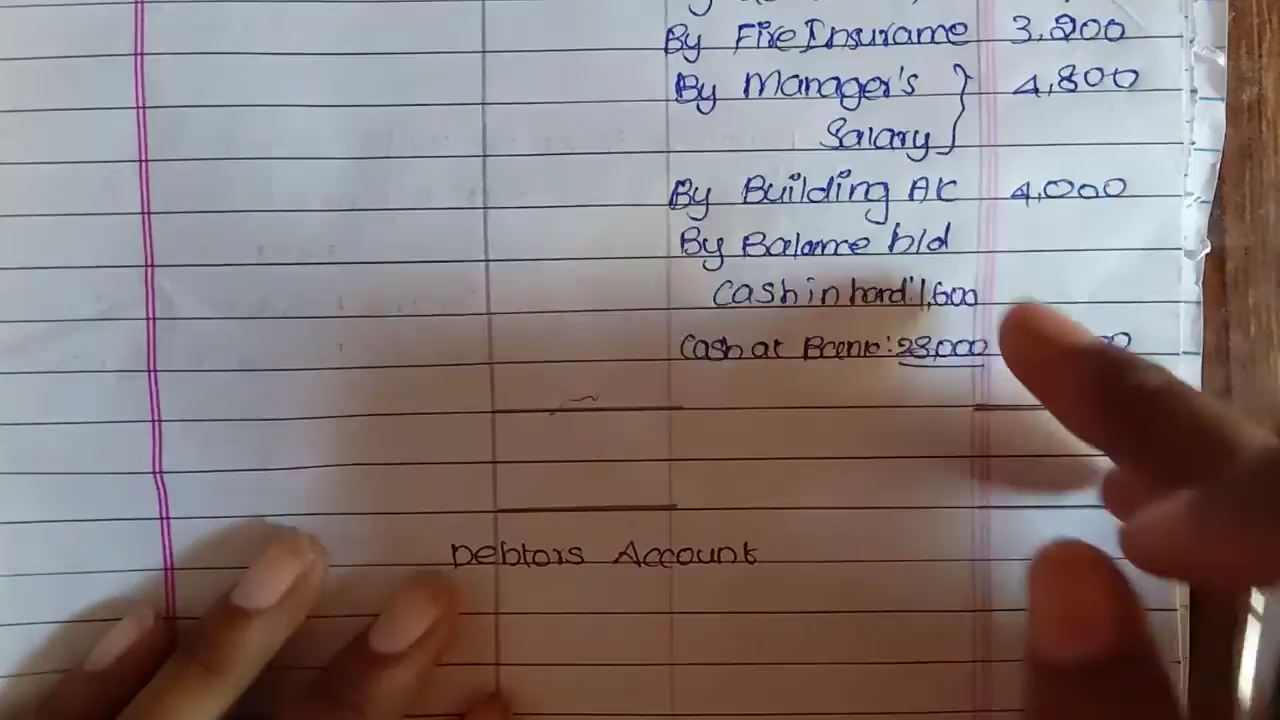 By Fire Insurame 3,200
By Manager's } 4,800
Salary
By Building A/C 4,000
By Balance b/d
Cash in hand: 1,600
Cash at Bank: 28,000
Debtors Account